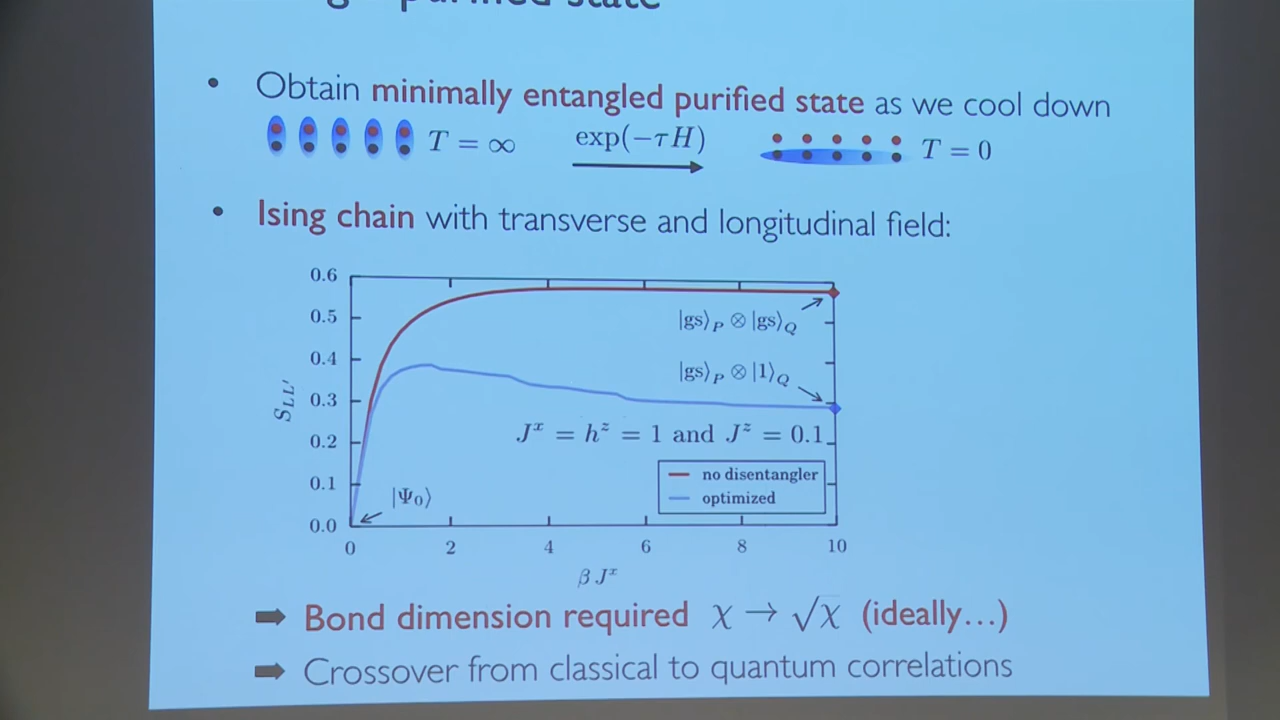 purified state
• Obtain minimally entangled purified state as we cool down
T = ∞ exp(−τH) T = 0
• Ising chain with transverse and longitudinal field:
0.6
0.5
0.4
0.3
0.2
0.1
0.0
S_{LL'}
|gs⟩_P ⊗ |gs⟩_Q
|gs⟩_P ⊗ |1⟩_Q
J^x = h^z = 1 and J^z = 0.1
no disentangler
optimized
|Ψ₀⟩
0 2 4 6 8 10
β J^x
➡ Bond dimension required χ → √χ (ideally…)
➡ Crossover from classical to quantum correlations